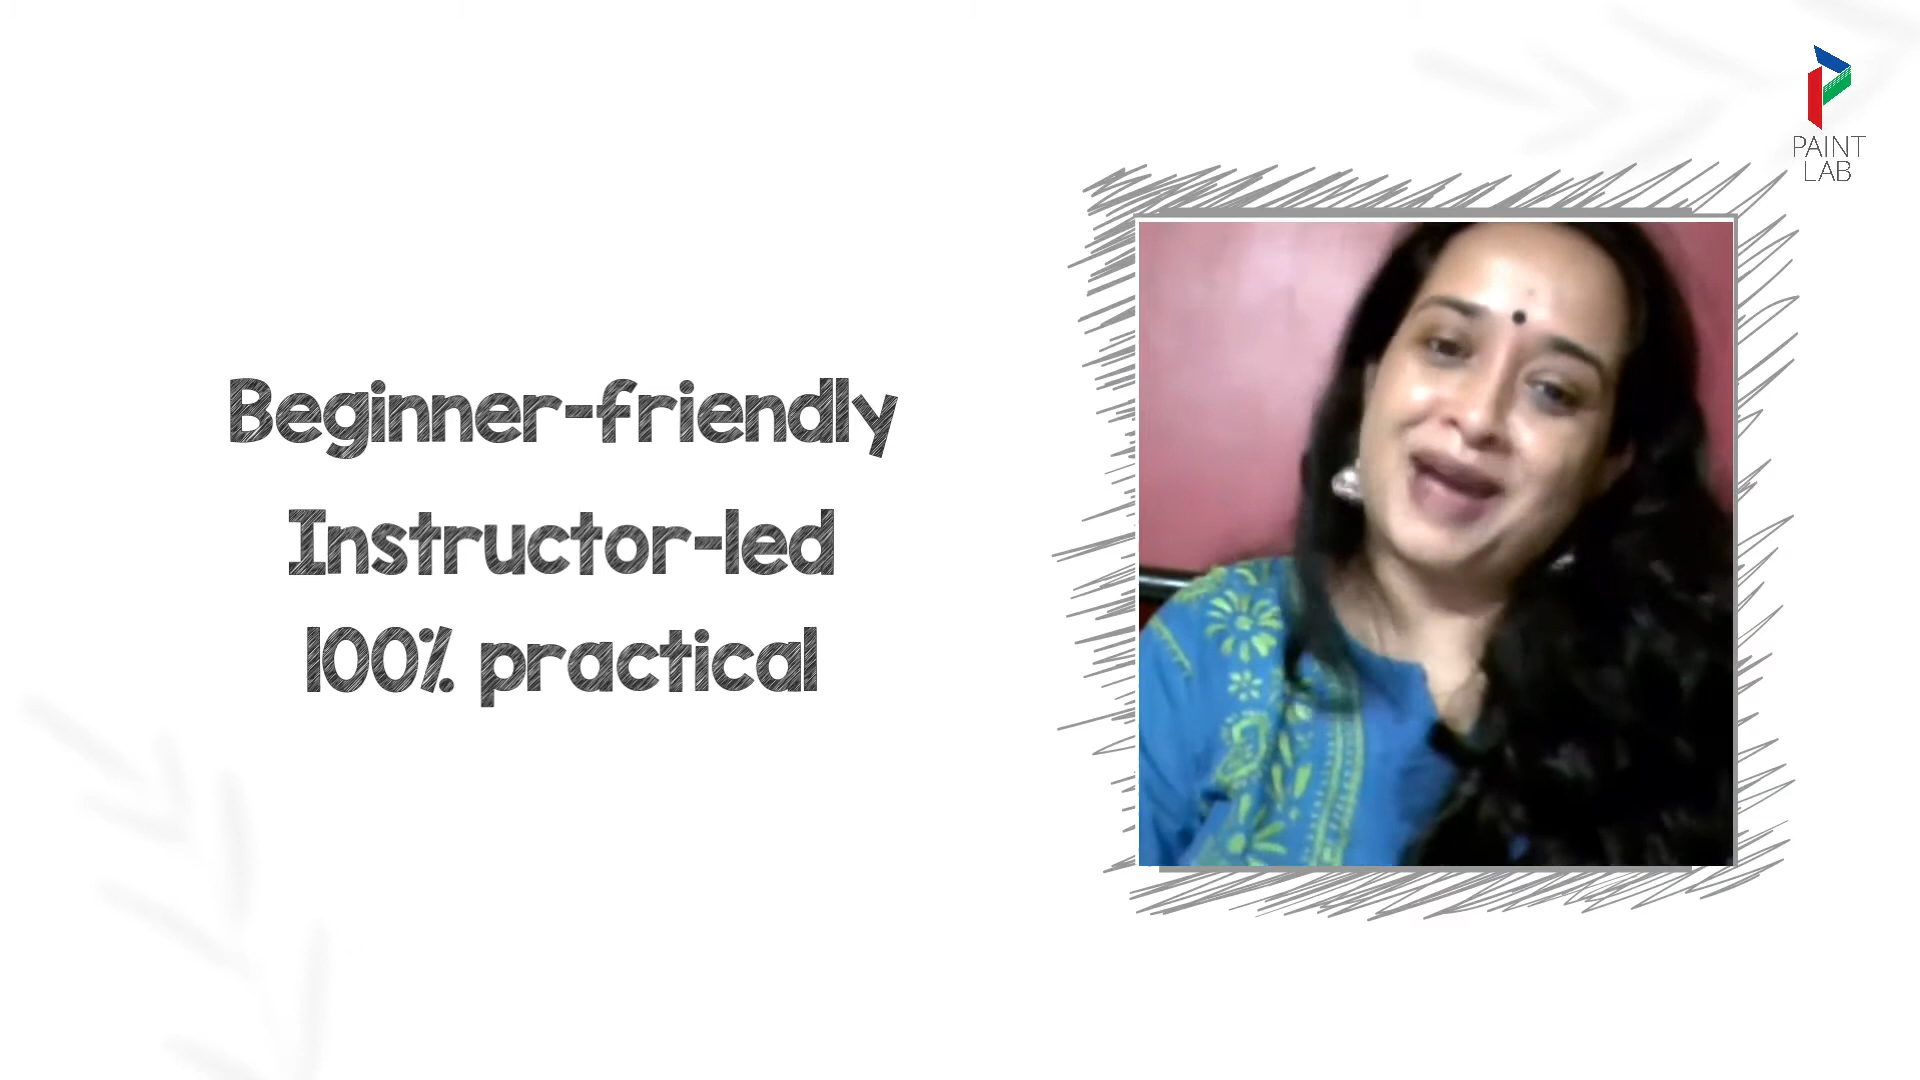 PAINT
LAB
Beginner-friendly
Instructor-led
100% practical